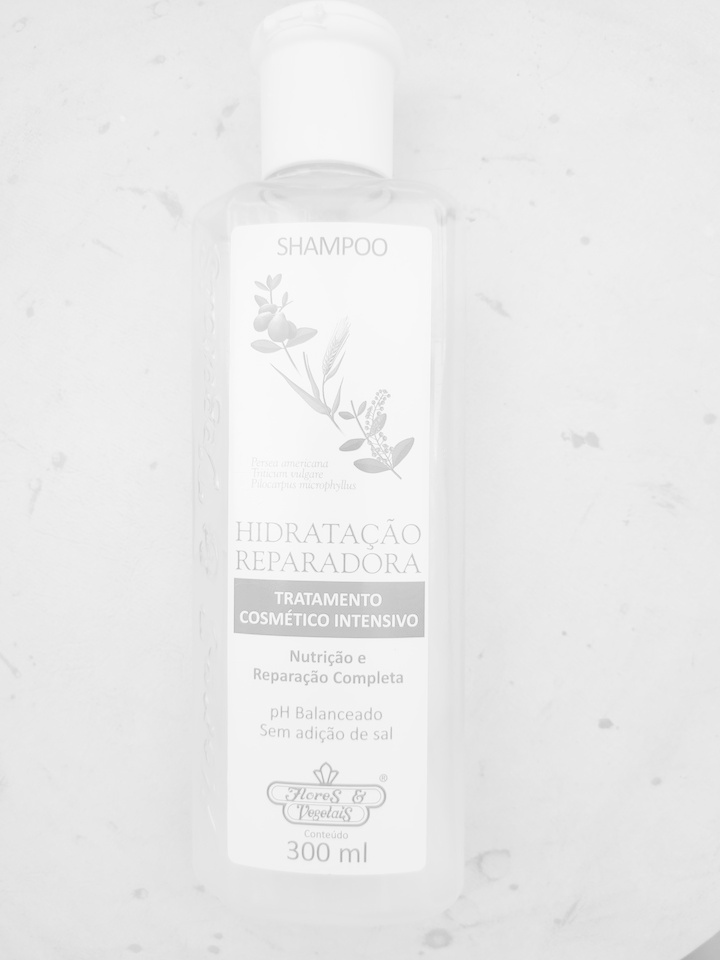 SHAMPOO
Persea americana
Triticum vulgare
Pilocarpus microphyllus
HIDRATAÇÃO
REPARADORA
TRATAMENTO
COSMÉTICO INTENSIVO
Nutrição e
Reparação Completa
pH Balanceado
Sem adição de sal
Flores &
Vegetais
®
Conteúdo
300 ml